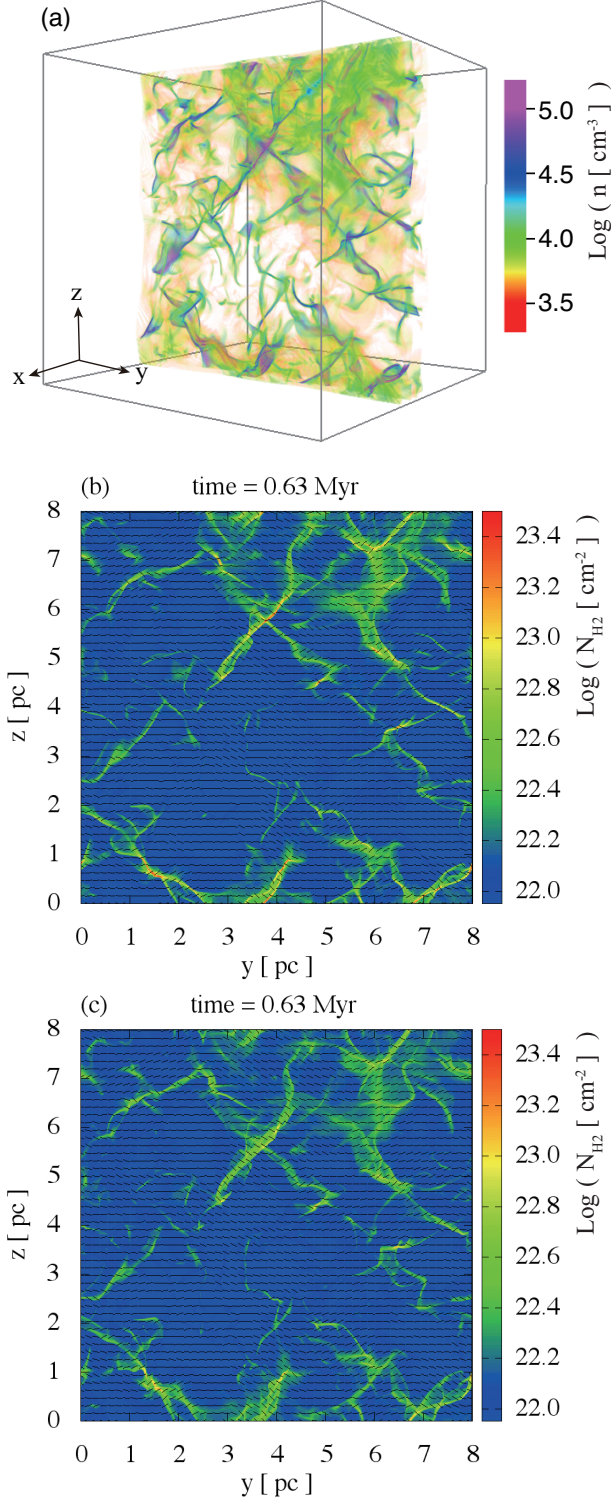 (a)
5.0
4.5
4.0
3.5
Log ( n [ cm-3 ] )
z
x
y
(b)
time = 0.63 Myr
8
7
6
5
4
3
2
1
0
z [ pc ]
0 1 2 3 4 5 6 7 8
y [ pc ]
23.4
23.2
23.0
22.8
22.6
22.4
22.2
22.0
Log ( NH2 [ cm-2 ] )
(c)
time = 0.63 Myr
8
7
6
5
4
3
2
1
0
z [ pc ]
0 1 2 3 4 5 6 7 8
y [ pc ]
23.4
23.2
23.0
22.8
22.6
22.4
22.2
22.0
Log ( NH2 [ cm-2 ] )